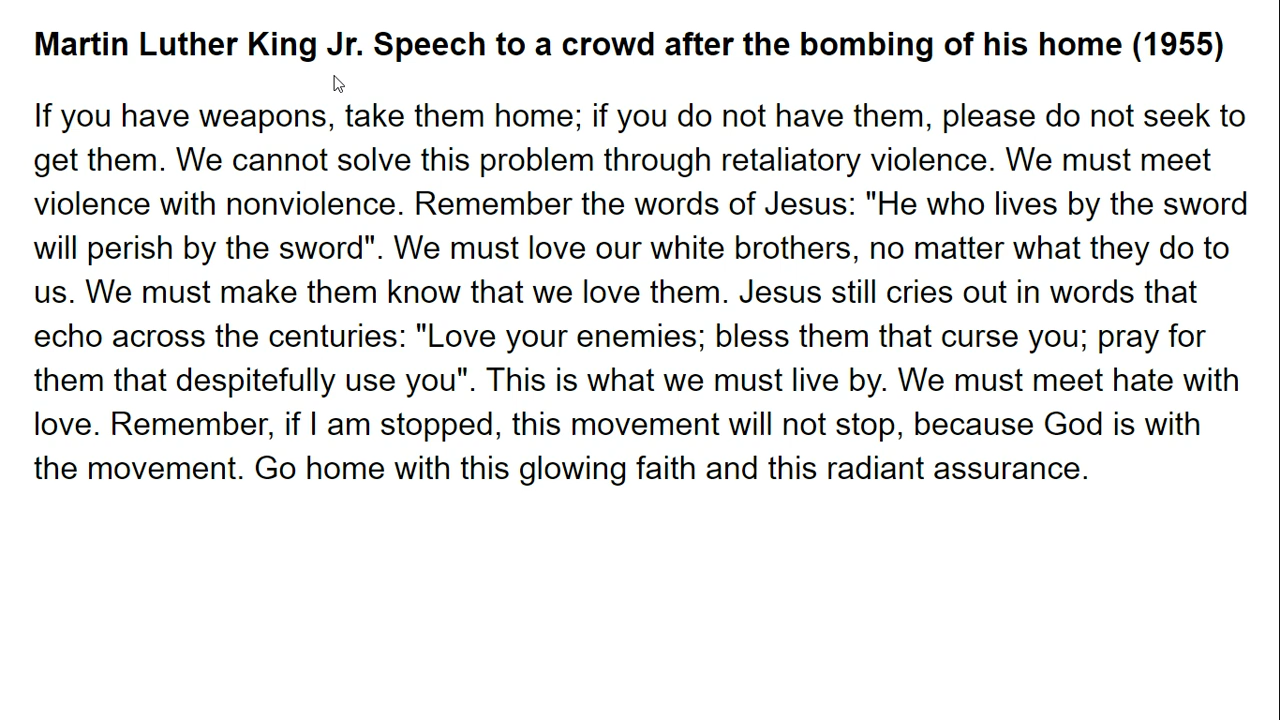 Martin Luther King Jr. Speech to a crowd after the bombing of his home (1955)
If you have weapons, take them home; if you do not have them, please do not seek to
get them. We cannot solve this problem through retaliatory violence. We must meet
violence with nonviolence. Remember the words of Jesus: "He who lives by the sword
will perish by the sword". We must love our white brothers, no matter what they do to
us. We must make them know that we love them. Jesus still cries out in words that
echo across the centuries: "Love your enemies; bless them that curse you; pray for
them that despitefully use you". This is what we must live by. We must meet hate with
love. Remember, if I am stopped, this movement will not stop, because God is with
the movement. Go home with this glowing faith and this radiant assurance.